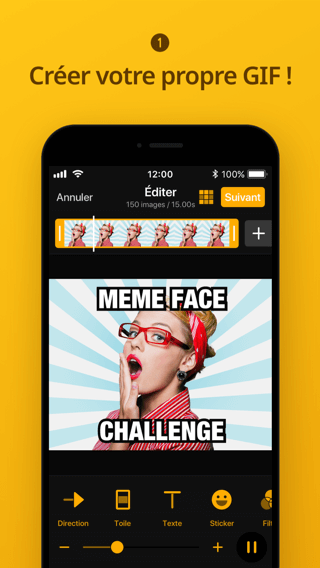 1
Créer votre propre GIF !
12:00
100%
Annuler
Éditer
150 images / 15.00s
Suivant
MEME FACE
CHALLENGE
Direction
Toile
Texte
Sticker
Filt